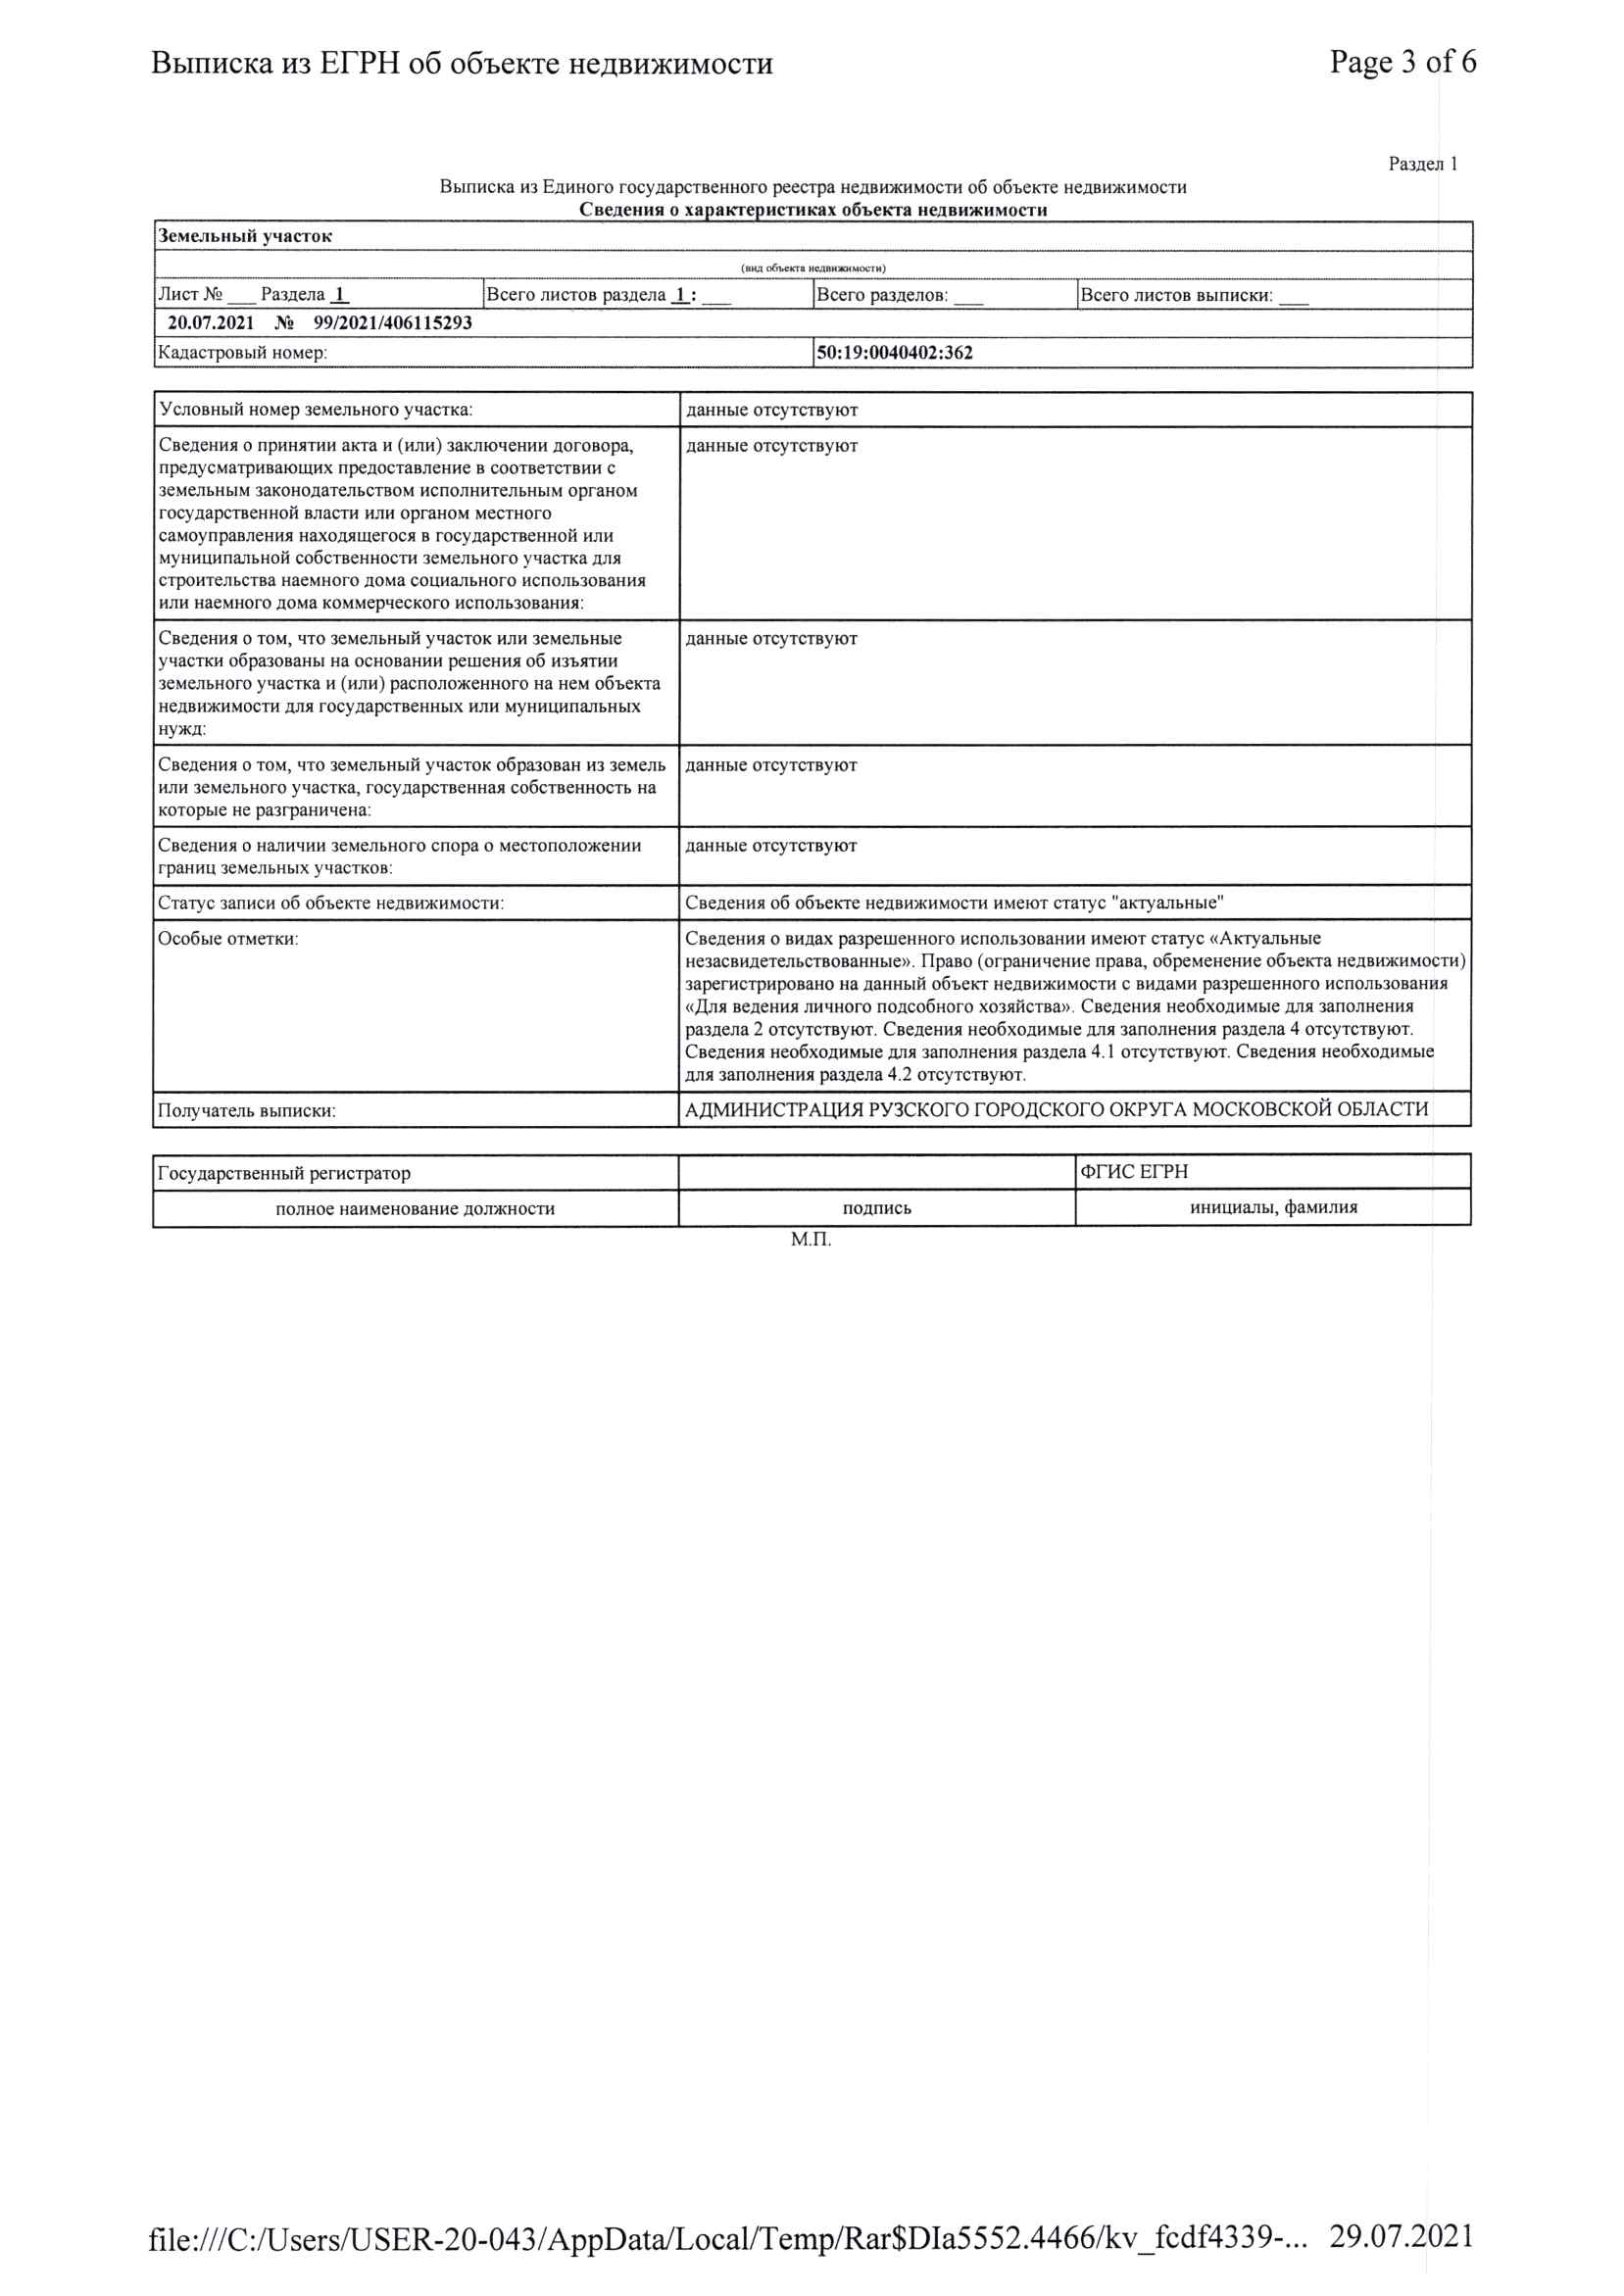 Выписка из ЕГРН об объекте недвижимости Page 3 of 6
Раздел 1
Выписка из Единого государственного реестра недвижимости об объекте недвижимости
Сведения о характеристиках объекта недвижимости
Земельный участок
(вид объекта недвижимости)
Лист № ___ Раздела 1 Всего листов раздела 1 : ___ Всего разделов: ___ Всего листов выписки: ___
20.07.2021 № 99/2021/406115293
Кадастровый номер: 50:19:0040402:362
Условный номер земельного участка: данные отсутствуют
Сведения о принятии акта и (или) заключении договора, данные отсутствуют
предусматривающих предоставление в соответствии с
земельным законодательством исполнительным органом
государственной власти или органом местного
самоуправления находящегося в государственной или
муниципальной собственности земельного участка для
строительства наемного дома социального использования
или наемного дома коммерческого использования:
Сведения о том, что земельный участок или земельные данные отсутствуют
участки образованы на основании решения об изъятии
земельного участка и (или) расположенного на нем объекта
недвижимости для государственных или муниципальных
нужд:
Сведения о том, что земельный участок образован из земель данные отсутствуют
или земельного участка, государственная собственность на
которые не разграничена:
Сведения о наличии земельного спора о местоположении данные отсутствуют
границ земельных участков:
Статус записи об объекте недвижимости: Сведения об объекте недвижимости имеют статус "актуальные"
Особые отметки: Сведения о видах разрешенного использовании имеют статус «Актуальные
незасвидетельствованные». Право (ограничение права, обременение объекта недвижимости)
зарегистрировано на данный объект недвижимости с видами разрешенного использования
«Для ведения личного подсобного хозяйства». Сведения необходимые для заполнения
раздела 2 отсутствуют. Сведения необходимые для заполнения раздела 4 отсутствуют.
Сведения необходимые для заполнения раздела 4.1 отсутствуют. Сведения необходимые
для заполнения раздела 4.2 отсутствуют.
Получатель выписки: АДМИНИСТРАЦИЯ РУЗСКОГО ГОРОДСКОГО ОКРУГА МОСКОВСКОЙ ОБЛАСТИ
Государственный регистратор ФГИС ЕГРН
полное наименование должности подпись инициалы, фамилия
М.П.
file:///C:/Users/USER-20-043/AppData/Local/Temp/Rar$DIa5552.4466/kv_fcdf4339-... 29.07.2021